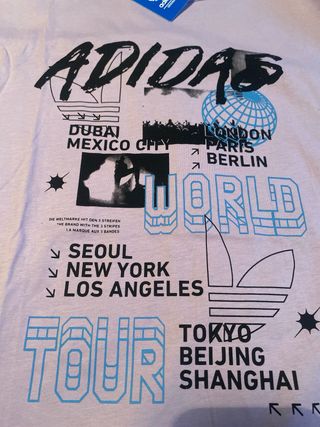 ADIDAS
DUBAI
MEXICO CITY
LONDON
PARIS
BERLIN
WORLD
DIE WELTMARKE MIT DEN 3 STREIFEN
THE BRAND WITH THE 3 STRIPES
LA MARQUE AUX 3 BANDES
SEOUL
NEW YORK
LOS ANGELES
TOUR
TOKYO
BEIJING
SHANGHAI